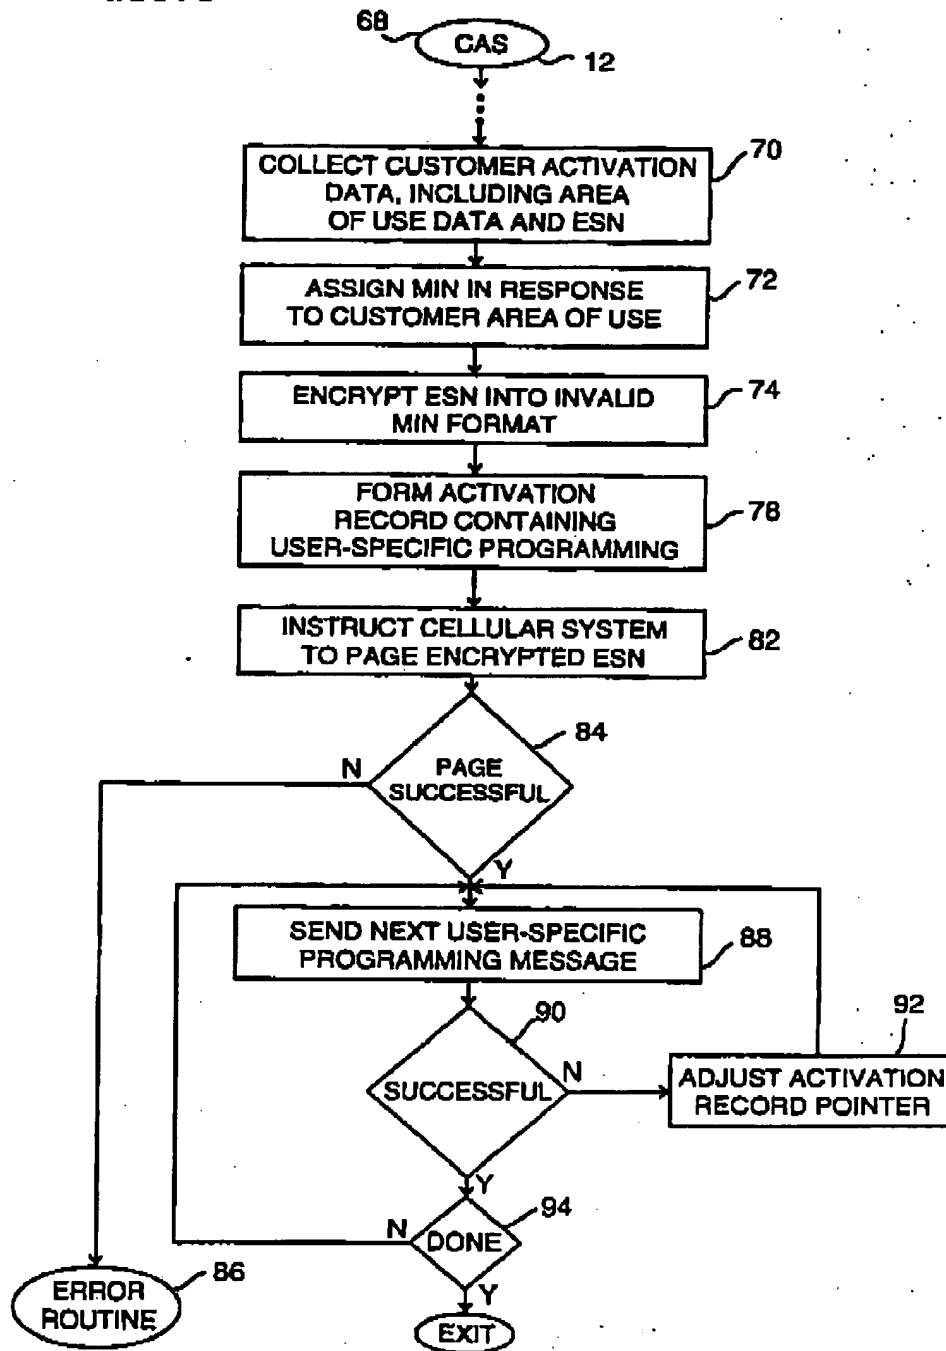 68
CAS
12
COLLECT CUSTOMER ACTIVATION
DATA, INCLUDING AREA
OF USE DATA AND ESN
70
ASSIGN MIN IN RESPONSE
TO CUSTOMER AREA OF USE
72
ENCRYPT ESN INTO INVALID
MIN FORMAT
74
FORM ACTIVATION
RECORD CONTAINING
USER-SPECIFIC PROGRAMMING
78
INSTRUCT CELLULAR SYSTEM
TO PAGE ENCRYPTED ESN
82
84
N
PAGE
SUCCESSFUL
Y
SEND NEXT USER-SPECIFIC
PROGRAMMING MESSAGE
88
90
SUCCESSFUL
N
92
ADJUST ACTIVATION
RECORD POINTER
Y
94
N
DONE
Y
86
ERROR
ROUTINE
EXIT